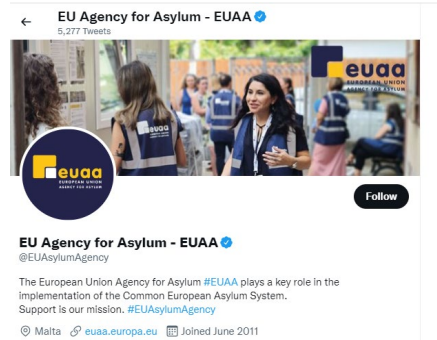 EU Agency for Asylum - EUAA
5,277 Tweets
euaa
EUROPEAN UNION
AGENCY FOR ASYLUM
euaa
euaa
EUROPEAN UNION
AGENCY FOR ASYLUM
Follow
EU Agency for Asylum - EUAA
@EUAsylumAgency
The European Union Agency for Asylum #EUAA plays a key role in the
implementation of the Common European Asylum System.
Support is our mission. #EUAsylumAgency
Malta euaa.europa.eu Joined June 2011